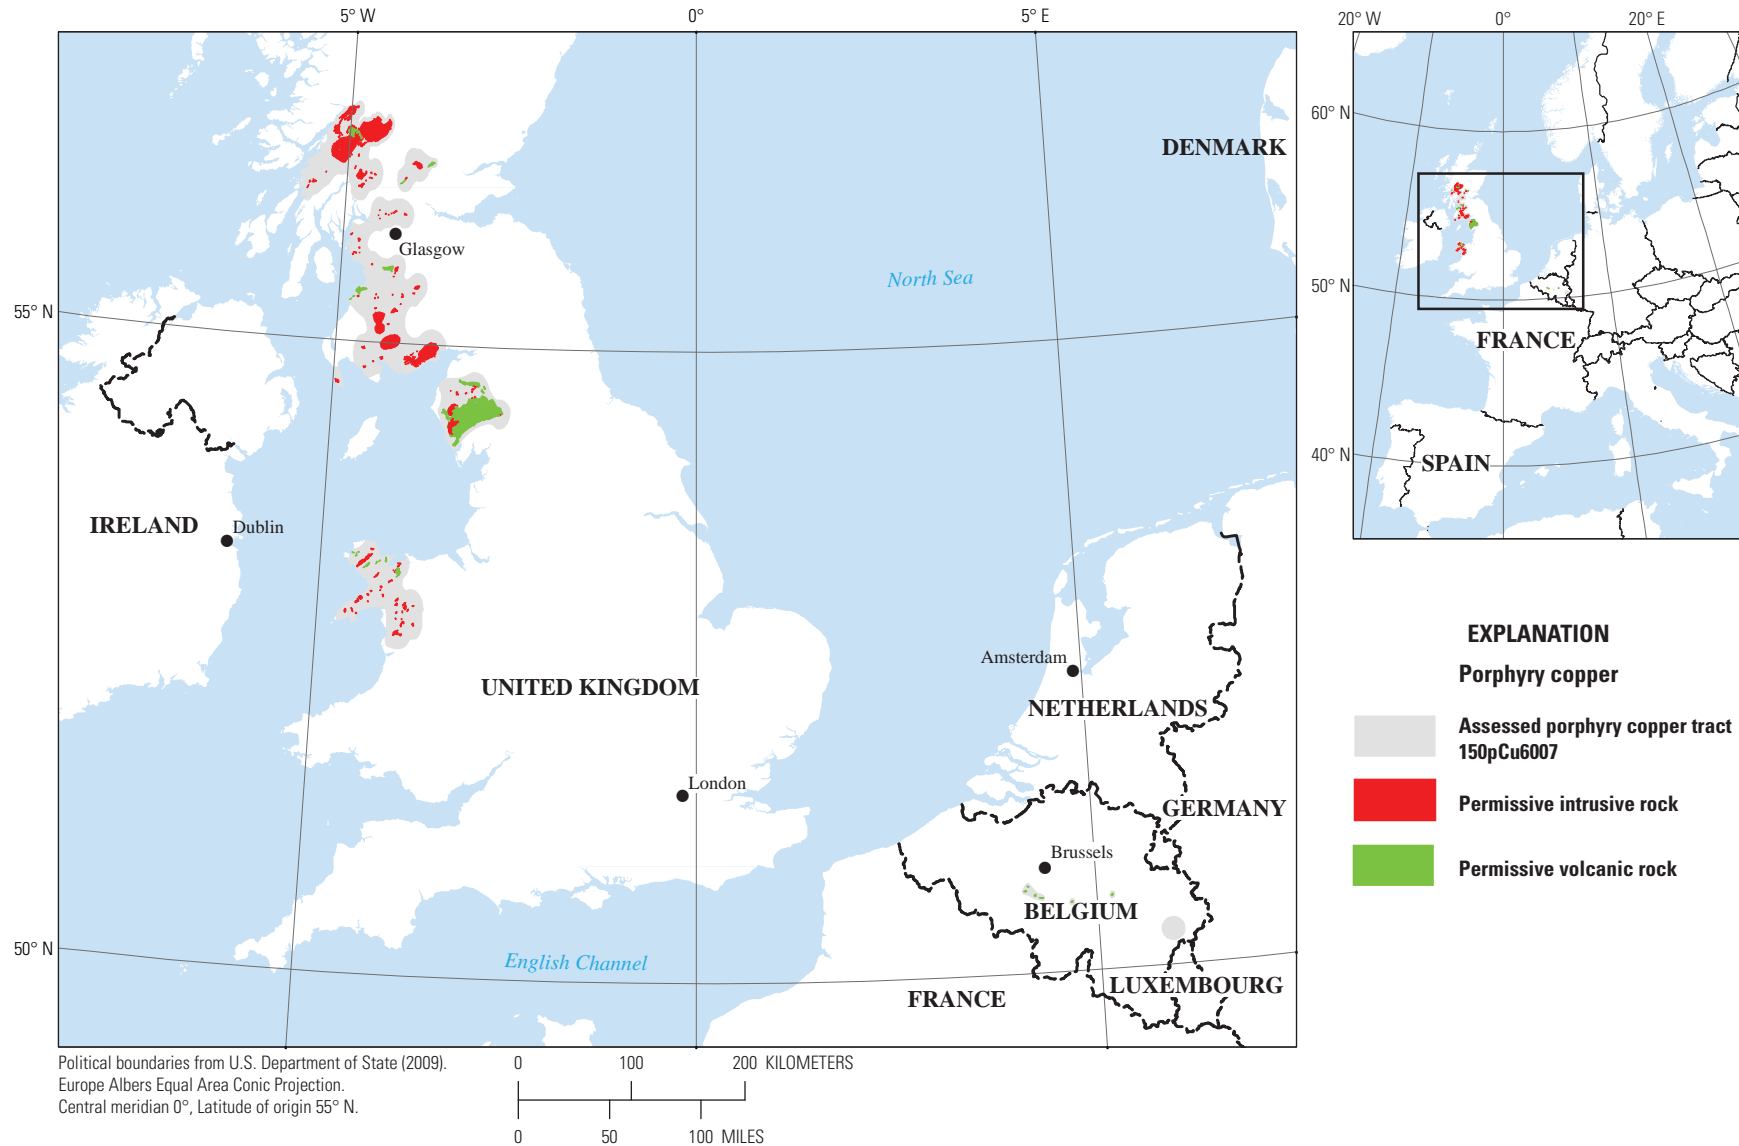 5° W
0°
5° E
20° W
0°
20° E
DENMARK
60° N
Glasgow
North Sea
50° N
55° N
FRANCE
40° N
SPAIN
IRELAND
Dublin
EXPLANATION
Porphyry copper
Amsterdam
UNITED KINGDOM
NETHERLANDS
Assessed porphyry copper tract
150pCu6007
London
GERMANY
Permissive intrusive rock
Brussels
Permissive volcanic rock
BELGIUM
50° N
English Channel
LUXEMBOURG
FRANCE
Political boundaries from U.S. Department of State (2009).
Europe Albers Equal Area Conic Projection.
Central meridian 0°, Latitude of origin 55° N.
0 100 200 KILOMETERS
0 50 100 MILES